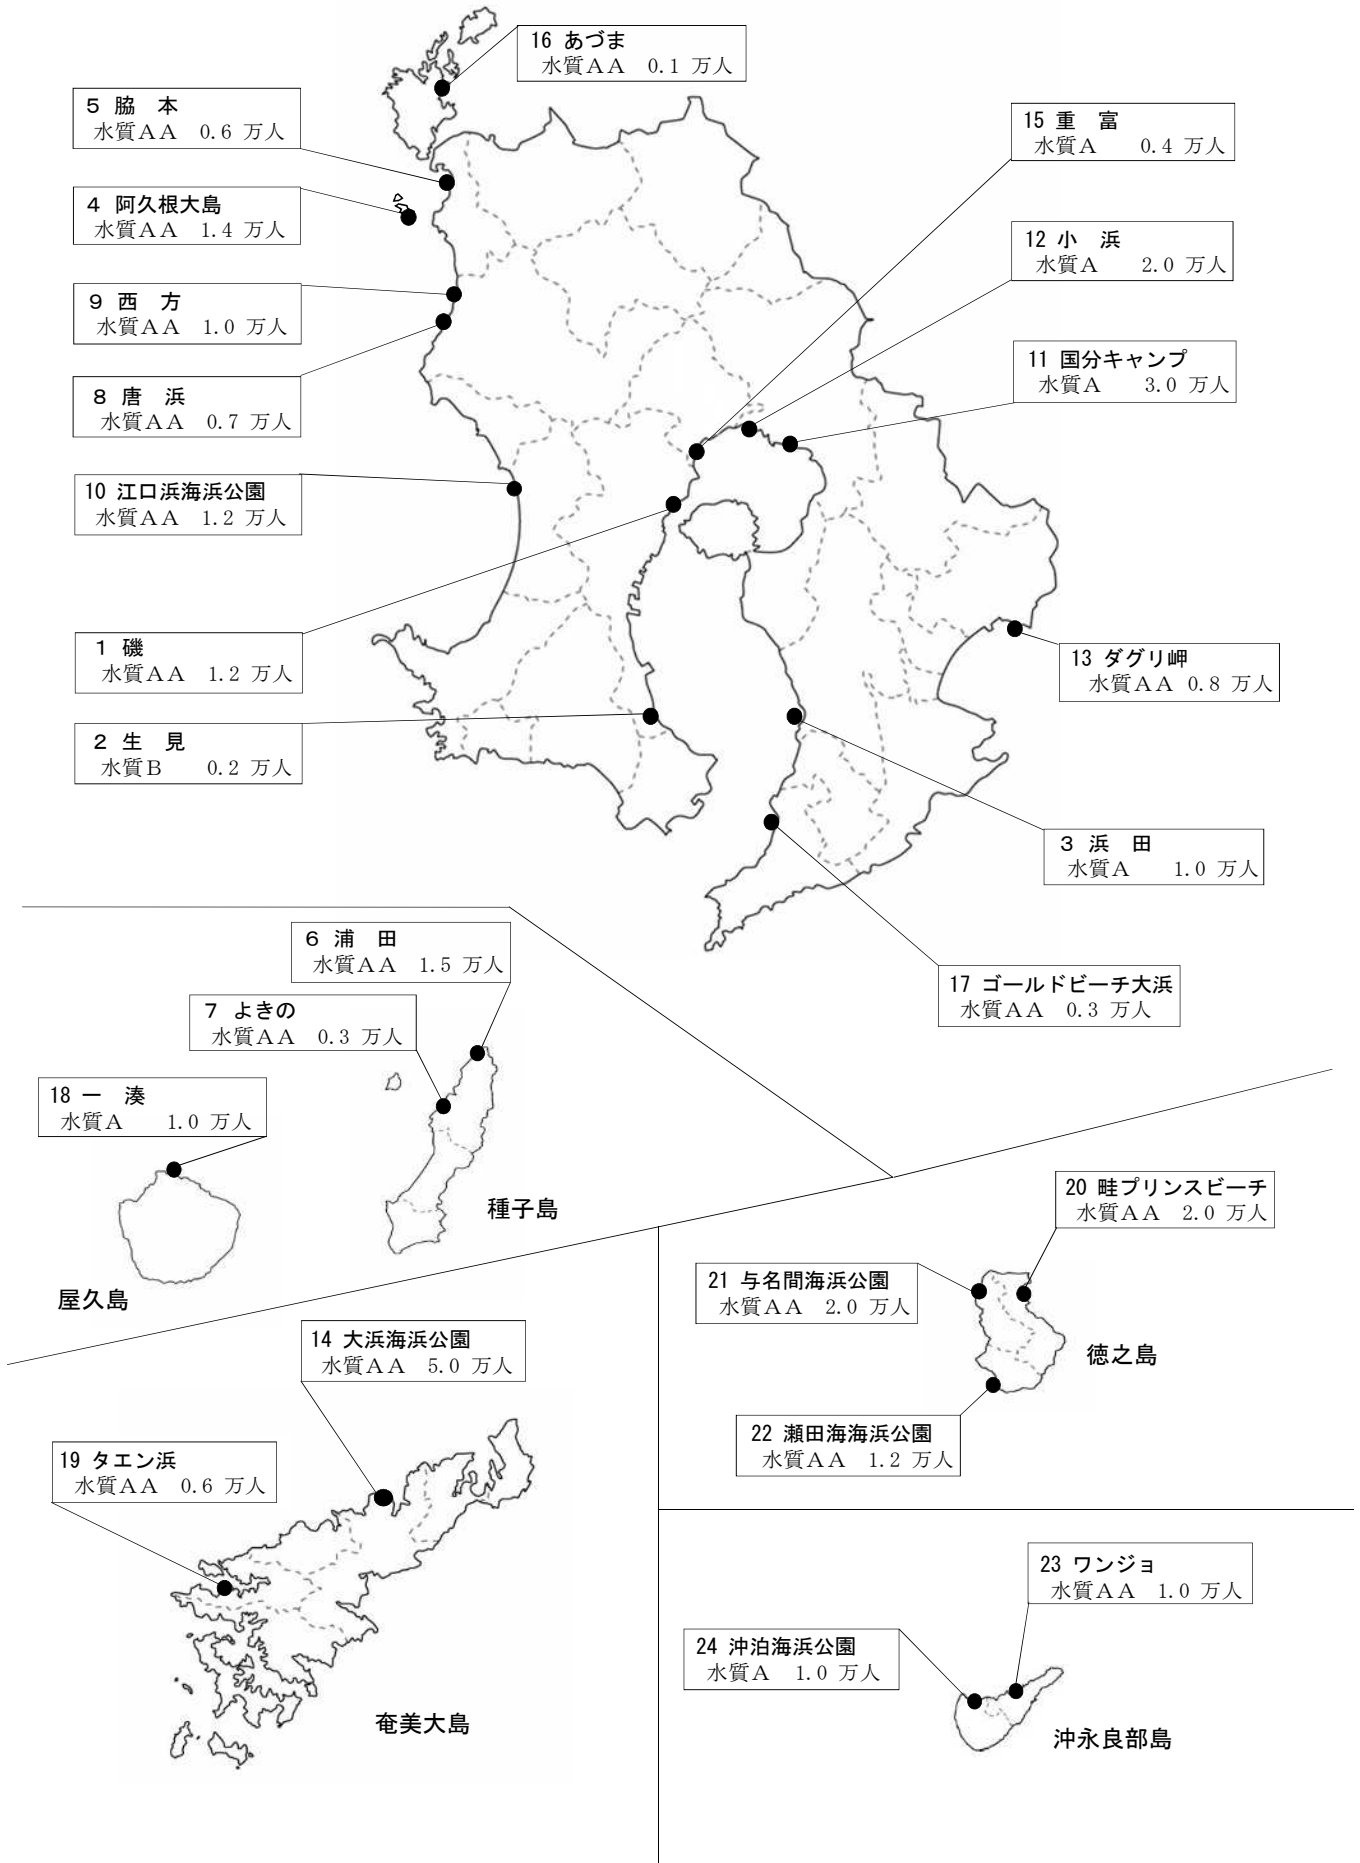 16 あづま
水質AA 0.1 万人
5 脇 本
水質AA 0.6 万人
15 重 富
水質A 0.4 万人
4 阿久根大島
水質AA 1.4 万人
12 小 浜
水質A 2.0 万人
9 西 方
水質AA 1.0 万人
11 国分キャンプ
水質A 3.0 万人
8 唐 浜
水質AA 0.7 万人
10 江口浜海浜公園
水質AA 1.2 万人
1 磯
水質AA 1.2 万人
13 ダグリ岬
水質AA 0.8 万人
2 生 見
水質B 0.2 万人
3 浜 田
水質A 1.0 万人
6 浦 田
水質AA 1.5 万人
17 ゴールドビーチ大浜
水質AA 0.3 万人
7 よきの
水質AA 0.3 万人
18 一 湊
水質A 1.0 万人
種子島
屋久島
20 畦プリンスビーチ
水質AA 2.0 万人
21 与名間海浜公園
水質AA 2.0 万人
徳之島
14 大浜海浜公園
水質AA 5.0 万人
22 瀬田海海浜公園
水質AA 1.2 万人
19 タエン浜
水質AA 0.6 万人
奄美大島
23 ワンジョ
水質AA 1.0 万人
24 沖泊海浜公園
水質A 1.0 万人
沖永良部島